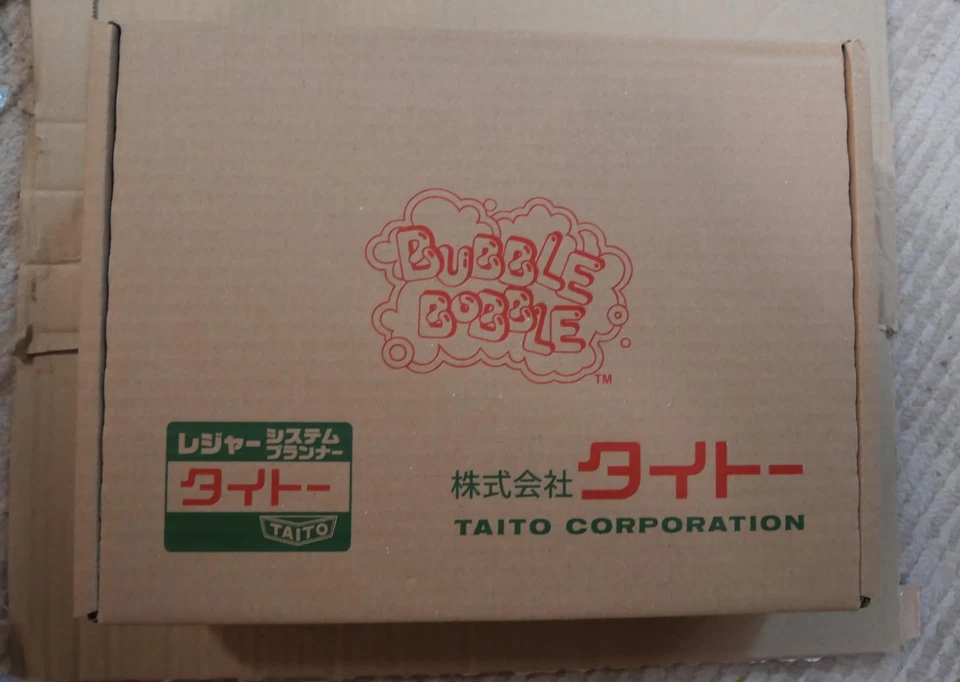 BUBBLE
BOBBLE
TM
レジャーシステム
プランナー
タイトー
TAITO
株式会社タイトー
TAITO CORPORATION